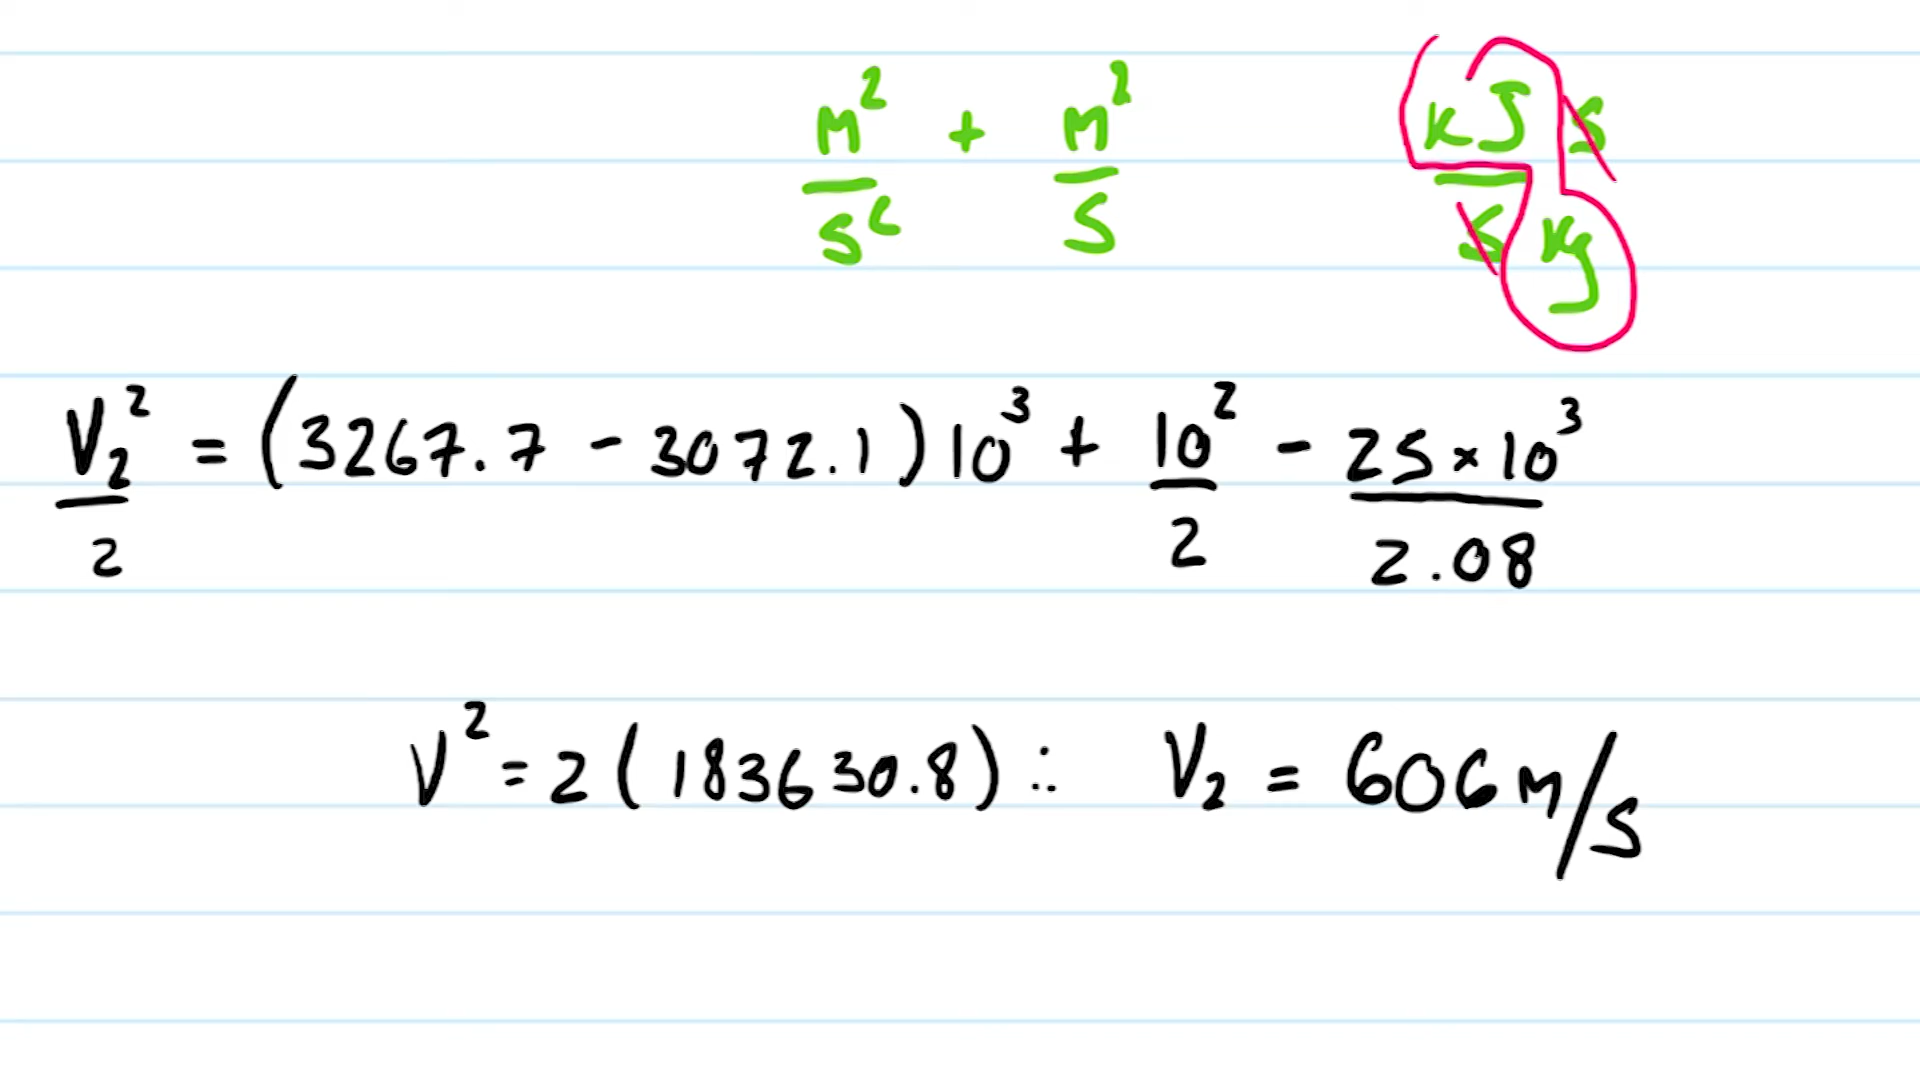 M² + M² kJ S
S² S S kg
V₂² = (3267.7 - 3072.1)10³ + 10² - 25×10³
2 2 2.08
V² = 2(183630.8) ∴ V₂ = 606 M/S